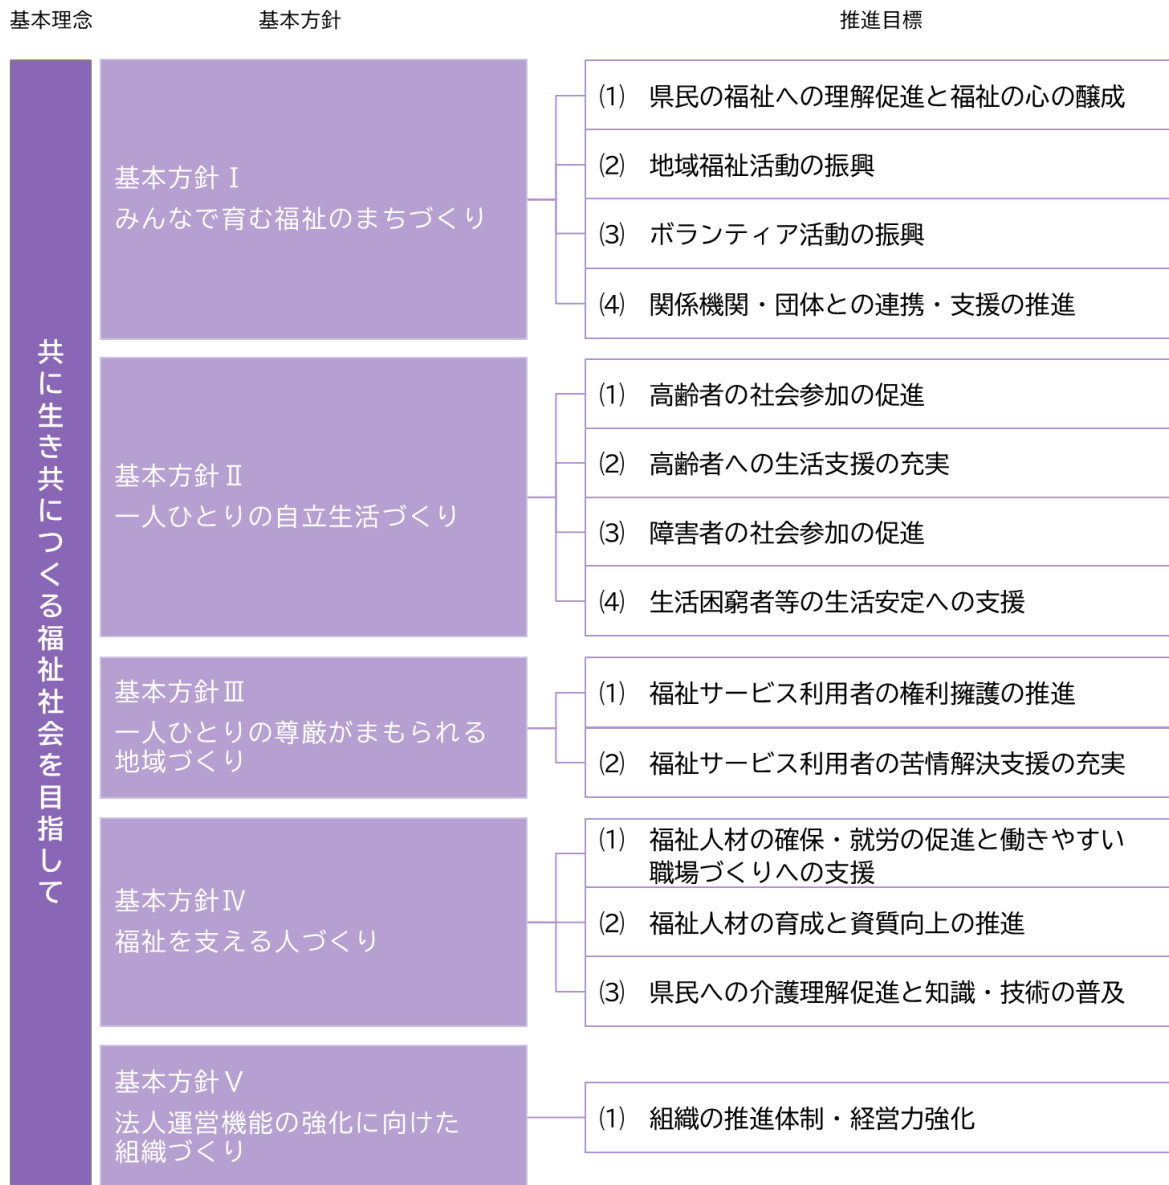 基本理念
基本方針
推進目標
共に生き共につくる福祉社会を目指して
基本方針Ⅰ
みんなで育む福祉のまちづくり
⑴ 県民の福祉への理解促進と福祉の心の醸成
⑵ 地域福祉活動の振興
⑶ ボランティア活動の振興
⑷ 関係機関・団体との連携・支援の推進
基本方針Ⅱ
一人ひとりの自立生活づくり
⑴ 高齢者の社会参加の促進
⑵ 高齢者への生活支援の充実
⑶ 障害者の社会参加の促進
⑷ 生活困窮者等の生活安定への支援
基本方針Ⅲ
一人ひとりの尊厳がまもられる
地域づくり
⑴ 福祉サービス利用者の権利擁護の推進
⑵ 福祉サービス利用者の苦情解決支援の充実
基本方針Ⅳ
福祉を支える人づくり
⑴ 福祉人材の確保・就労の促進と働きやすい
職場づくりへの支援
⑵ 福祉人材の育成と資質向上の推進
⑶ 県民への介護理解促進と知識・技術の普及
基本方針Ⅴ
法人運営機能の強化に向けた
組織づくり
⑴ 組織の推進体制・経営力強化